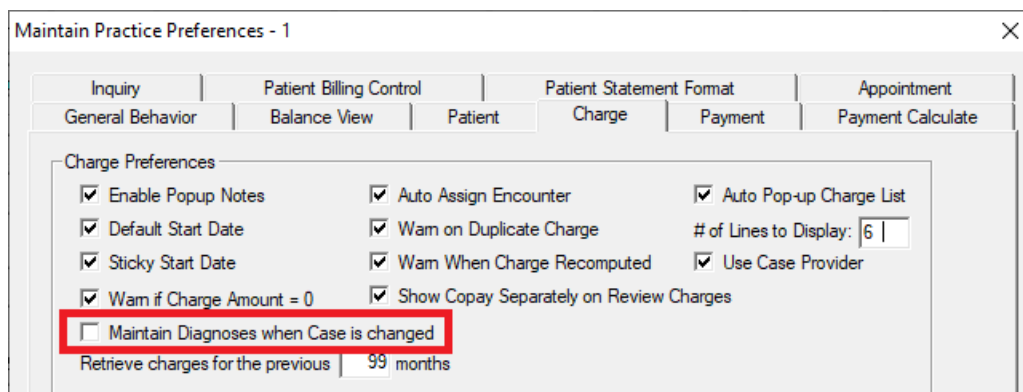 Maintain Practice Preferences - 1
Inquiry Patient Billing Control Patient Statement Format Appointment
General Behavior Balance View Patient Charge Payment Payment Calculate
Charge Preferences
Enable Popup Notes Auto Assign Encounter Auto Pop-up Charge List
Default Start Date Warn on Duplicate Charge # of Lines to Display: 6
Sticky Start Date Warn When Charge Recomputed Use Case Provider
Warn if Charge Amount = 0 Show Copay Separately on Review Charges
Maintain Diagnoses when Case is changed
Retrieve charges for the previous 99 months